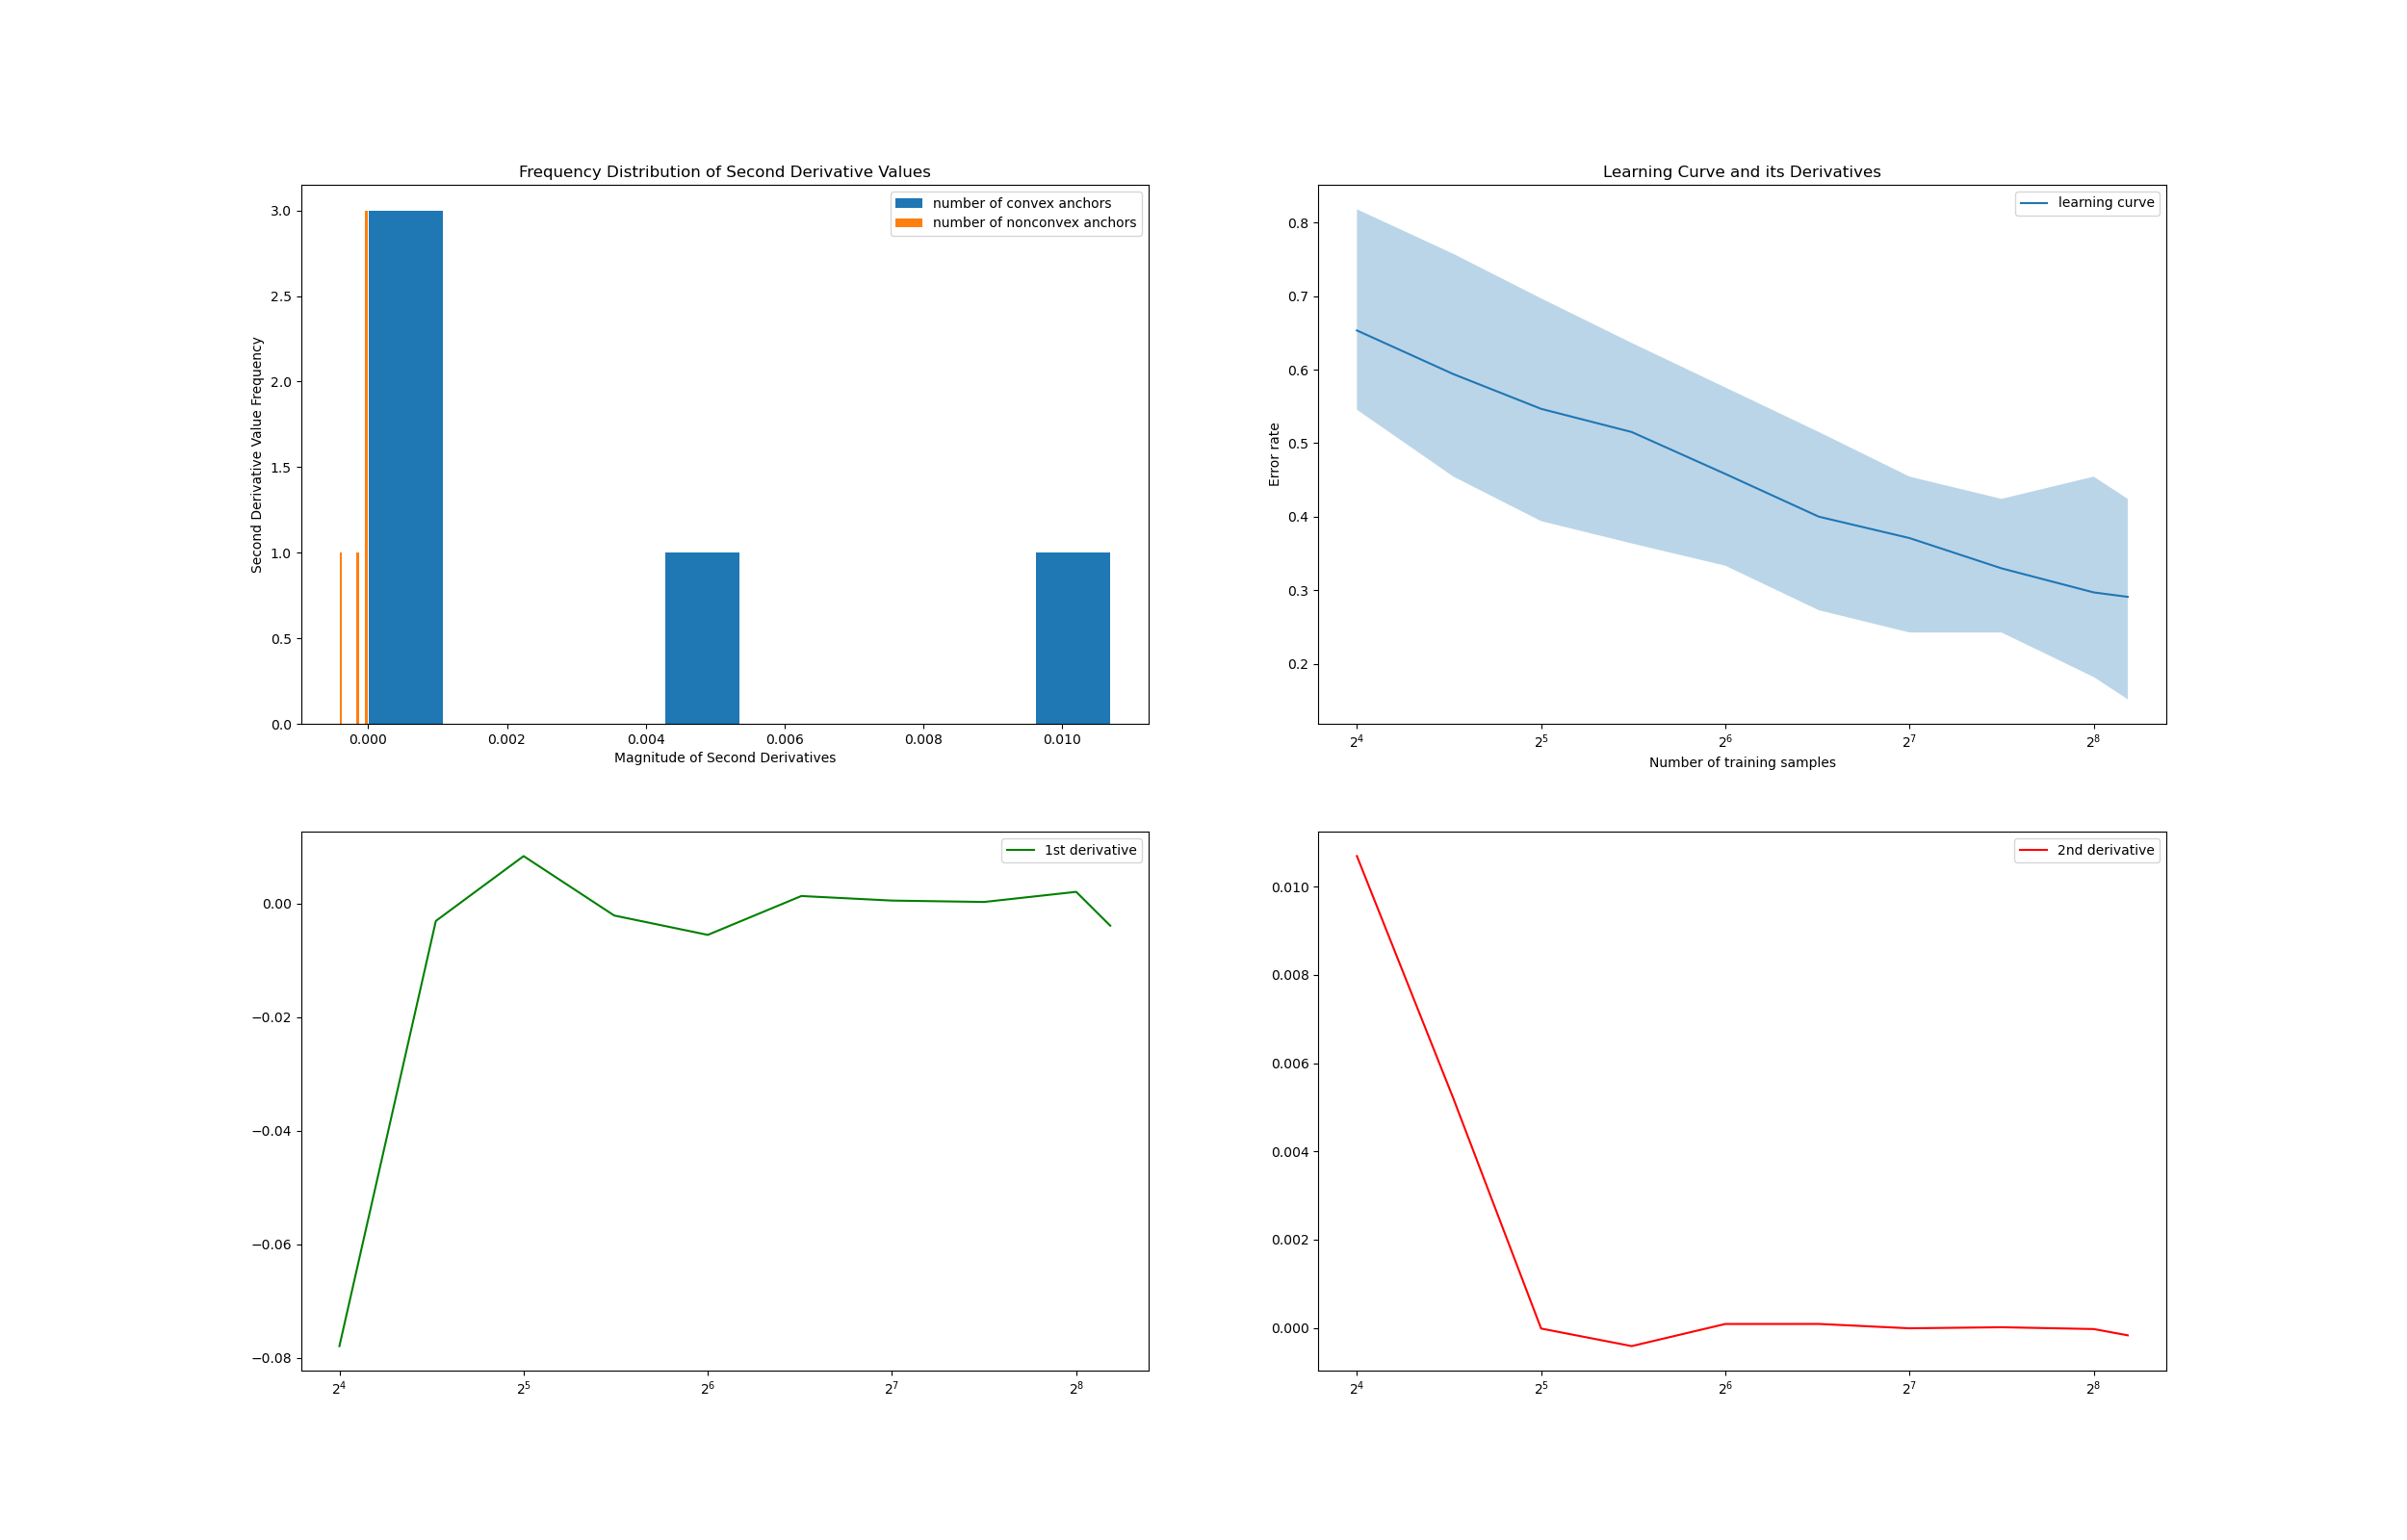 Frequency Distribution of Second Derivative Values
number of convex anchors
number of nonconvex anchors
Second Derivative Value Frequency
3.0
2.5
2.0
1.5
1.0
0.5
0.0
0.000 0.002 0.004 0.006 0.008 0.010
Magnitude of Second Derivatives
Learning Curve and its Derivatives
learning curve
Error rate
0.8
0.7
0.6
0.5
0.4
0.3
0.2
2⁴ 2⁵ 2⁶ 2⁷ 2⁸
Number of training samples
1st derivative
0.00
−0.02
−0.04
−0.06
−0.08
2⁴ 2⁵ 2⁶ 2⁷ 2⁸
2nd derivative
0.010
0.008
0.006
0.004
0.002
0.000
2⁴ 2⁵ 2⁶ 2⁷ 2⁸